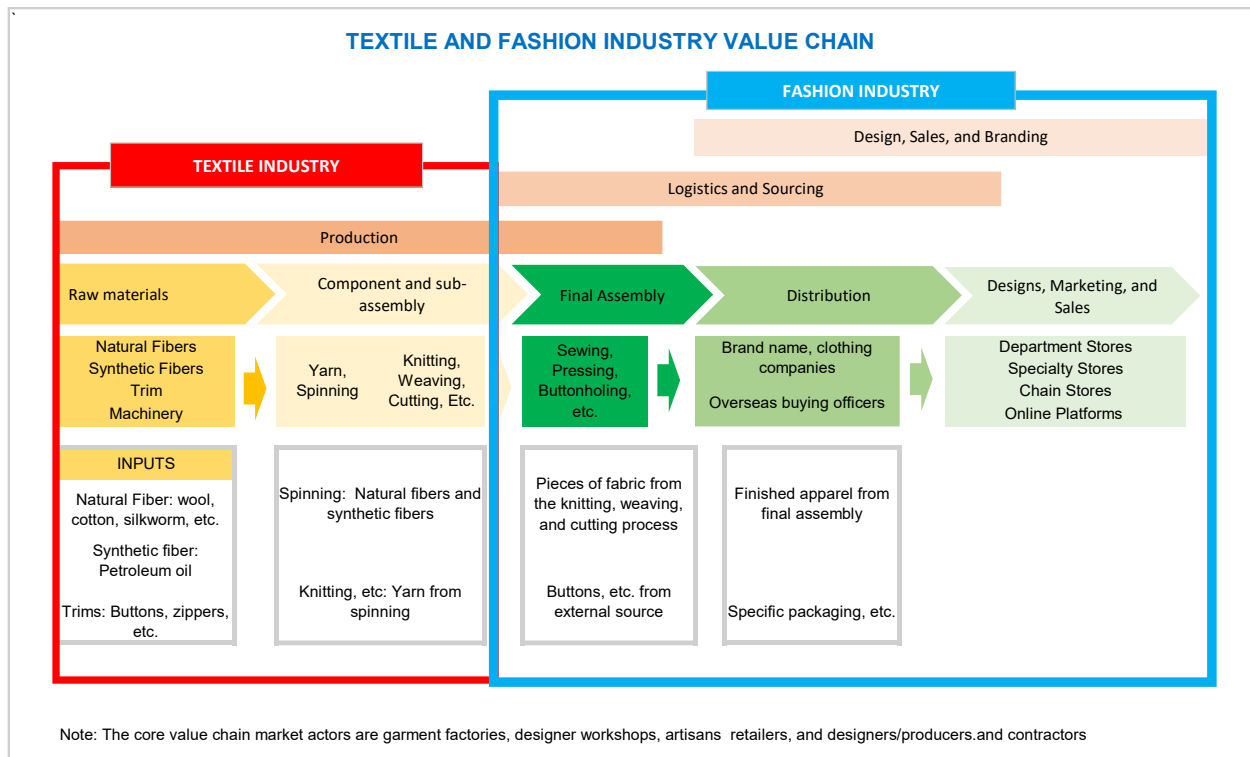 `
TEXTILE AND FASHION INDUSTRY VALUE CHAIN
FASHION INDUSTRY
Design, Sales, and Branding
TEXTILE INDUSTRY
Logistics and Sourcing
Production
Raw materials
Component and sub-
assembly
Final Assembly
Distribution
Designs, Marketing, and
Sales
Natural Fibers
Synthetic Fibers
Trim
Machinery
Yarn,
Spinning
Knitting,
Weaving,
Cutting, Etc.
Sewing,
Pressing,
Buttonholing,
etc.
Brand name, clothing
companies
Overseas buying officers
Department Stores
Specialty Stores
Chain Stores
Online Platforms
INPUTS
Natural Fiber: wool,
cotton, silkworm, etc.
Synthetic fiber:
Petroleum oil
Trims: Buttons, zippers,
etc.
Spinning:  Natural fibers and
synthetic fibers
Knitting, etc: Yarn from
spinning
Pieces of fabric from
the knitting, weaving,
and cutting process
Buttons, etc. from
external source
Finished apparel from
final assembly
Specific packaging, etc.
Note: The core value chain market actors are garment factories, designer workshops, artisans  retailers, and designers/producers.and contractors